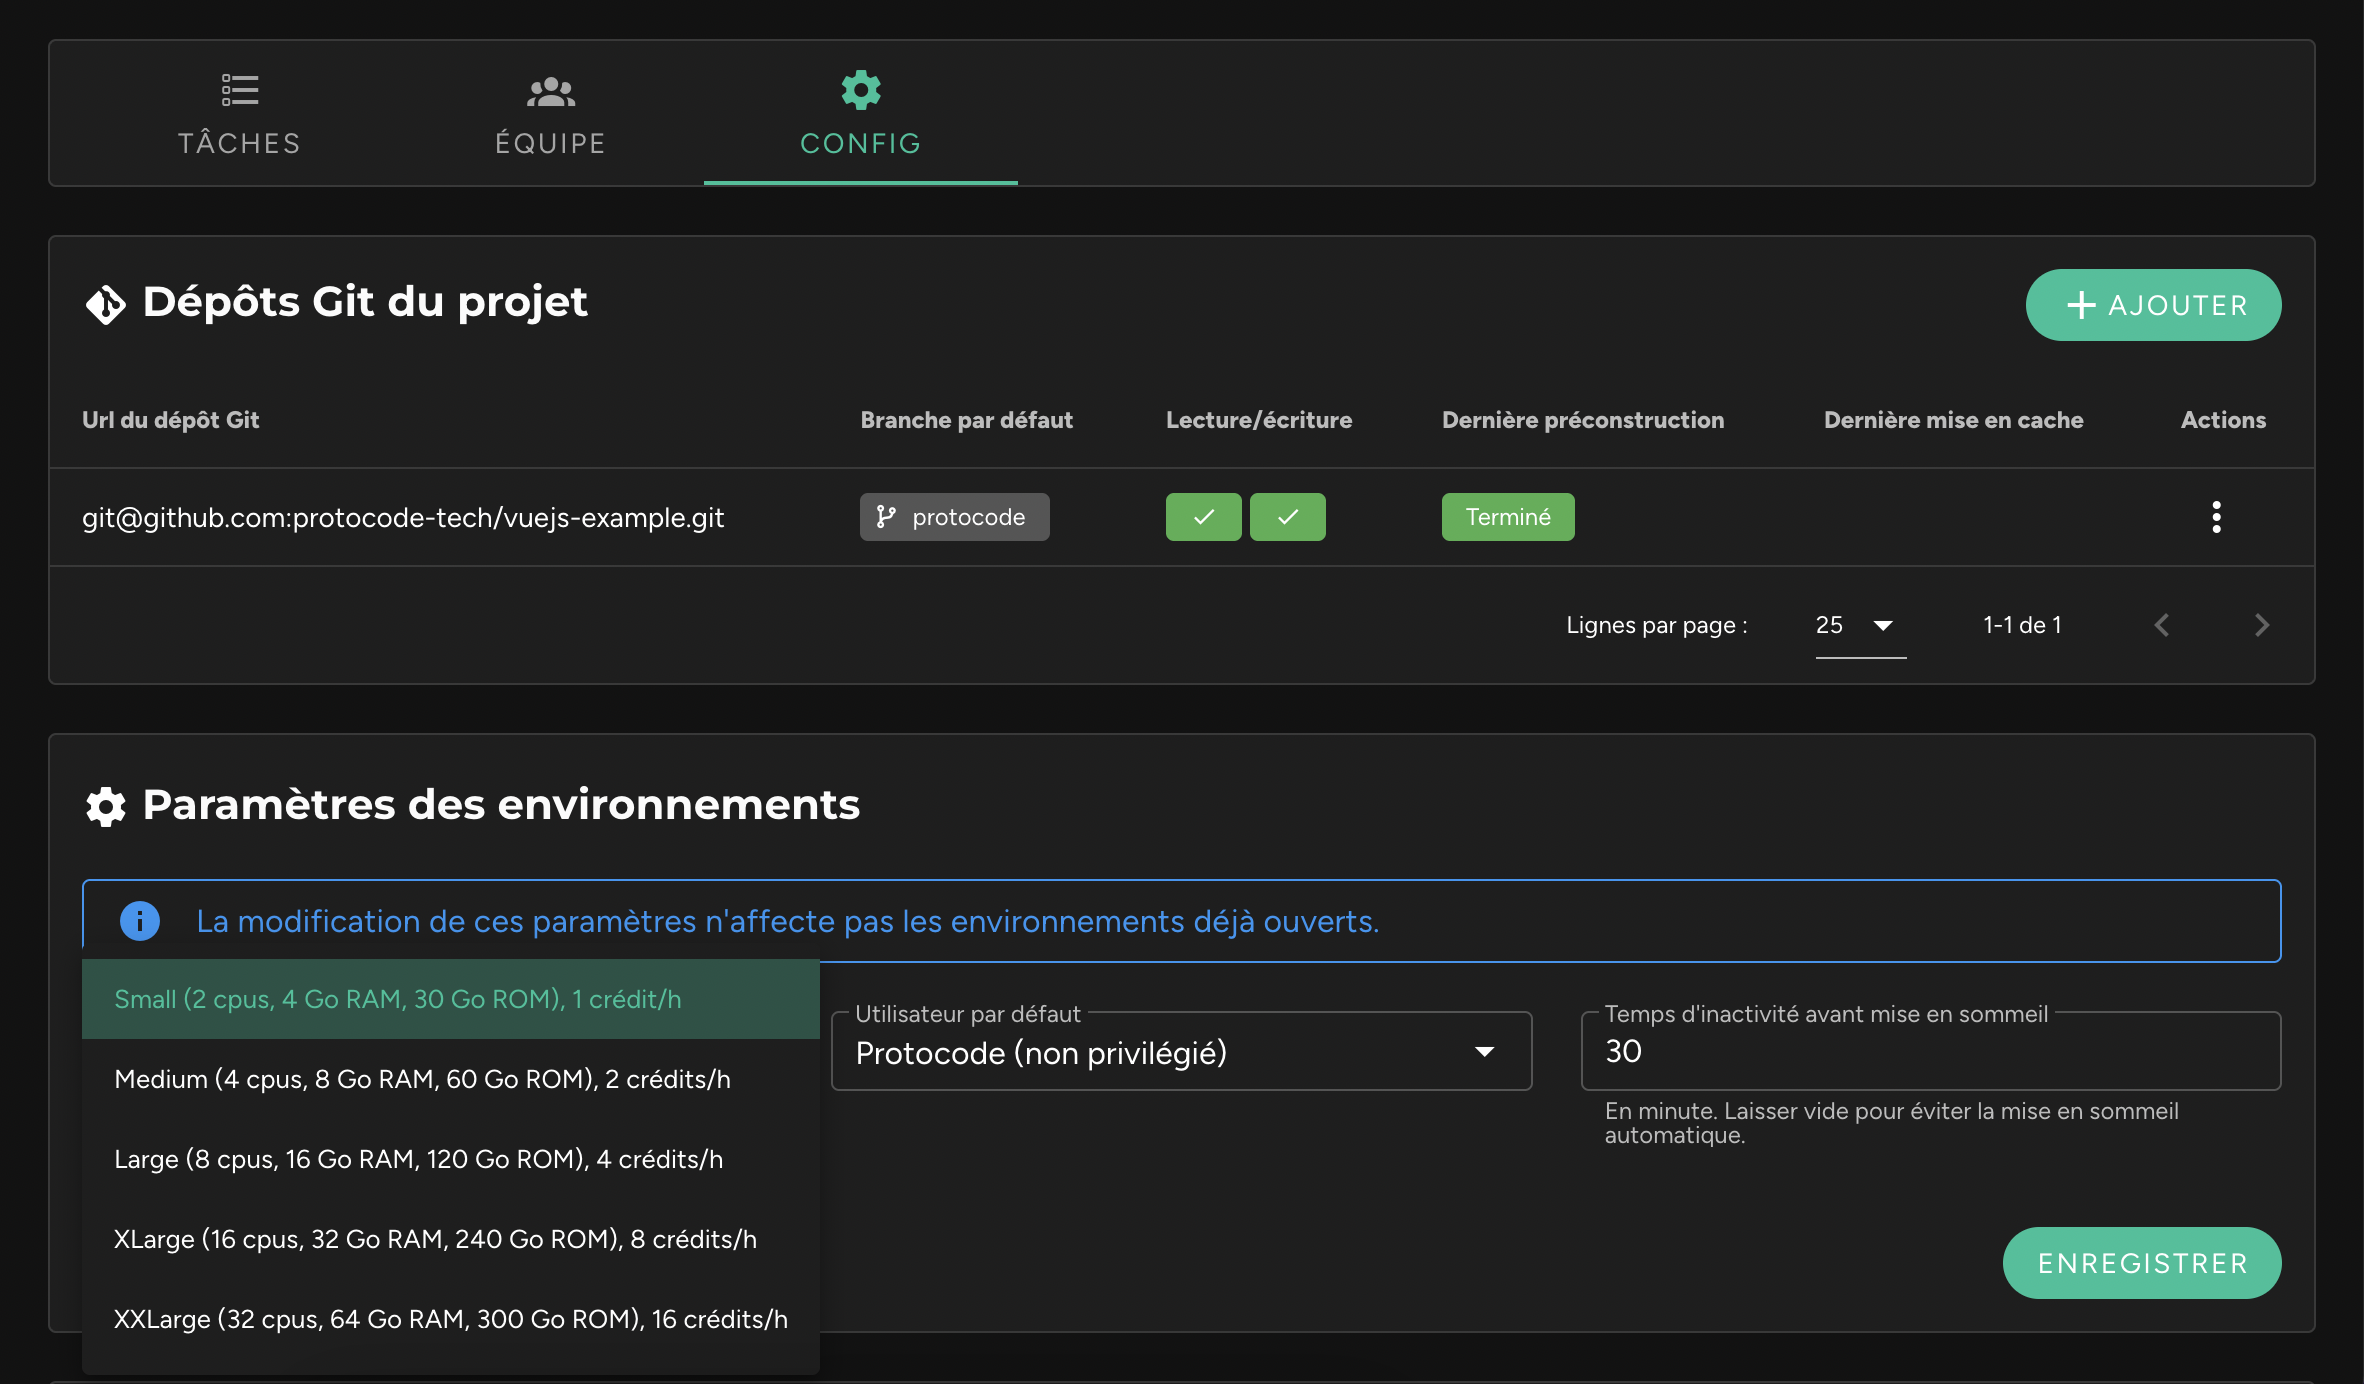 TÂCHES
ÉQUIPE
CONFIG
Dépôts Git du projet
AJOUTER
Url du dépôt Git
Branche par défaut
Lecture/écriture
Dernière préconstruction
Dernière mise en cache
Actions
git@github.com:protocode-tech/vuejs-example.git
protocode
Terminé
Lignes par page :
25
1-1 de 1
Paramètres des environnements
La modification de ces paramètres n'affecte pas les environnements déjà ouverts.
Small (2 cpus, 4 Go RAM, 30 Go ROM), 1 crédit/h
Medium (4 cpus, 8 Go RAM, 60 Go ROM), 2 crédits/h
Large (8 cpus, 16 Go RAM, 120 Go ROM), 4 crédits/h
XLarge (16 cpus, 32 Go RAM, 240 Go ROM), 8 crédits/h
XXLarge (32 cpus, 64 Go RAM, 300 Go ROM), 16 crédits/h
Utilisateur par défaut
Protocode (non privilégié)
Temps d'inactivité avant mise en sommeil
30
En minute. Laisser vide pour éviter la mise en sommeil
automatique.
ENREGISTRER